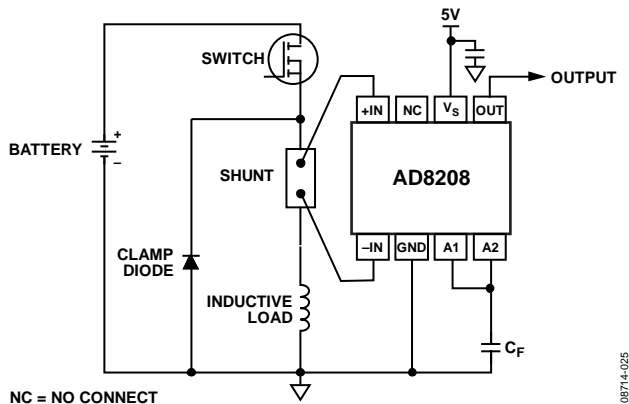 5V
SWITCH
OUTPUT
+IN NC VS OUT
BATTERY
+
–
SHUNT
AD8208
–IN GND A1 A2
CLAMP
DIODE
INDUCTIVE
LOAD
CF
NC = NO CONNECT
08714-025